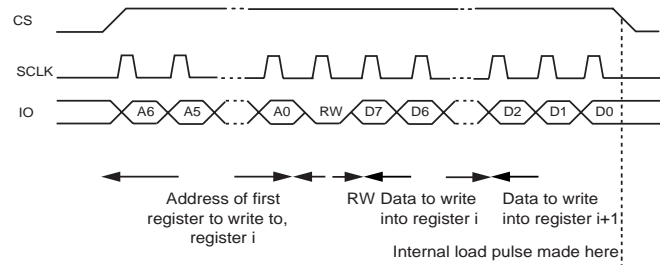 CS
SCLK
IO
A6 A5 A0 RW D7 D6 D2 D1 D0
Address of first
register to write to,
register i
RW
Data to write
into register i
Data to write
into register i+1
Internal load pulse made here